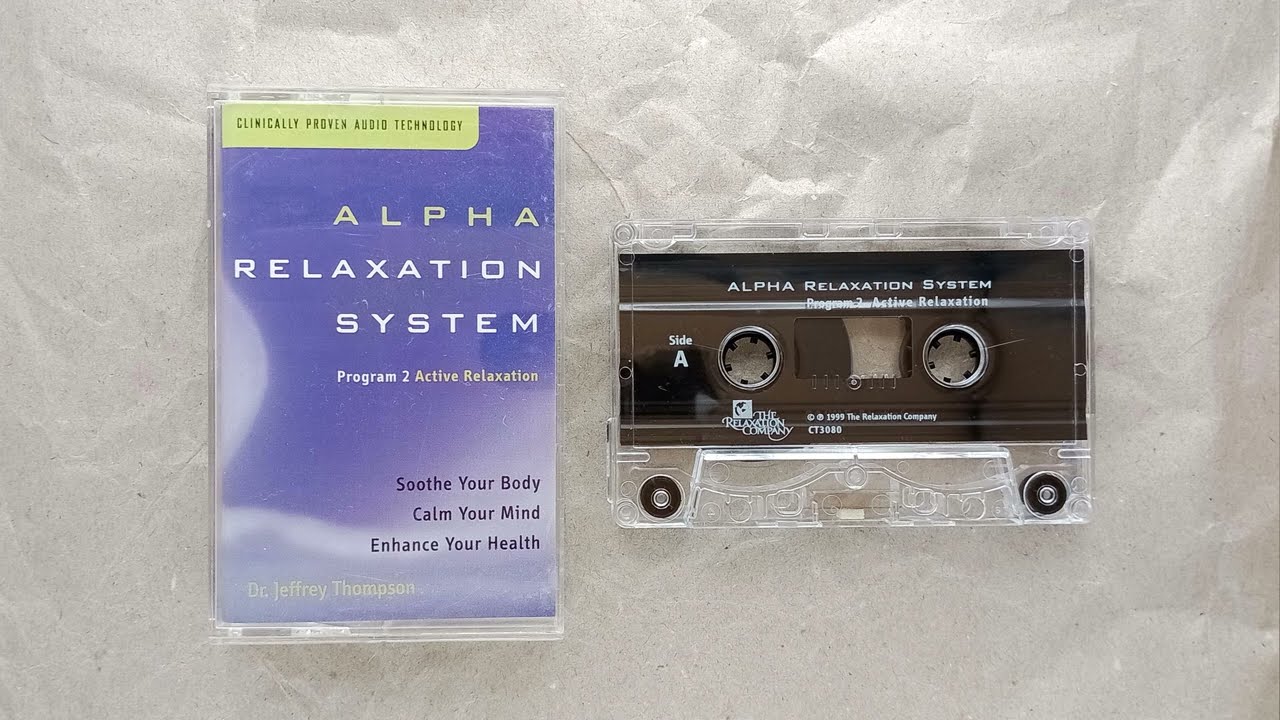 CLINICALLY PROVEN AUDIO TECHNOLOGY
ALPHA
RELAXATION
SYSTEM
Program 2 Active Relaxation
Soothe Your Body
Calm Your Mind
Enhance Your Health
Dr. Jeffrey Thompson
ALPHA RELAXATION SYSTEM
Program 2 Active Relaxation
Side
A
THE
RELAXATION
COMPANY
© ℗ 1999 The Relaxation Company
CT3080